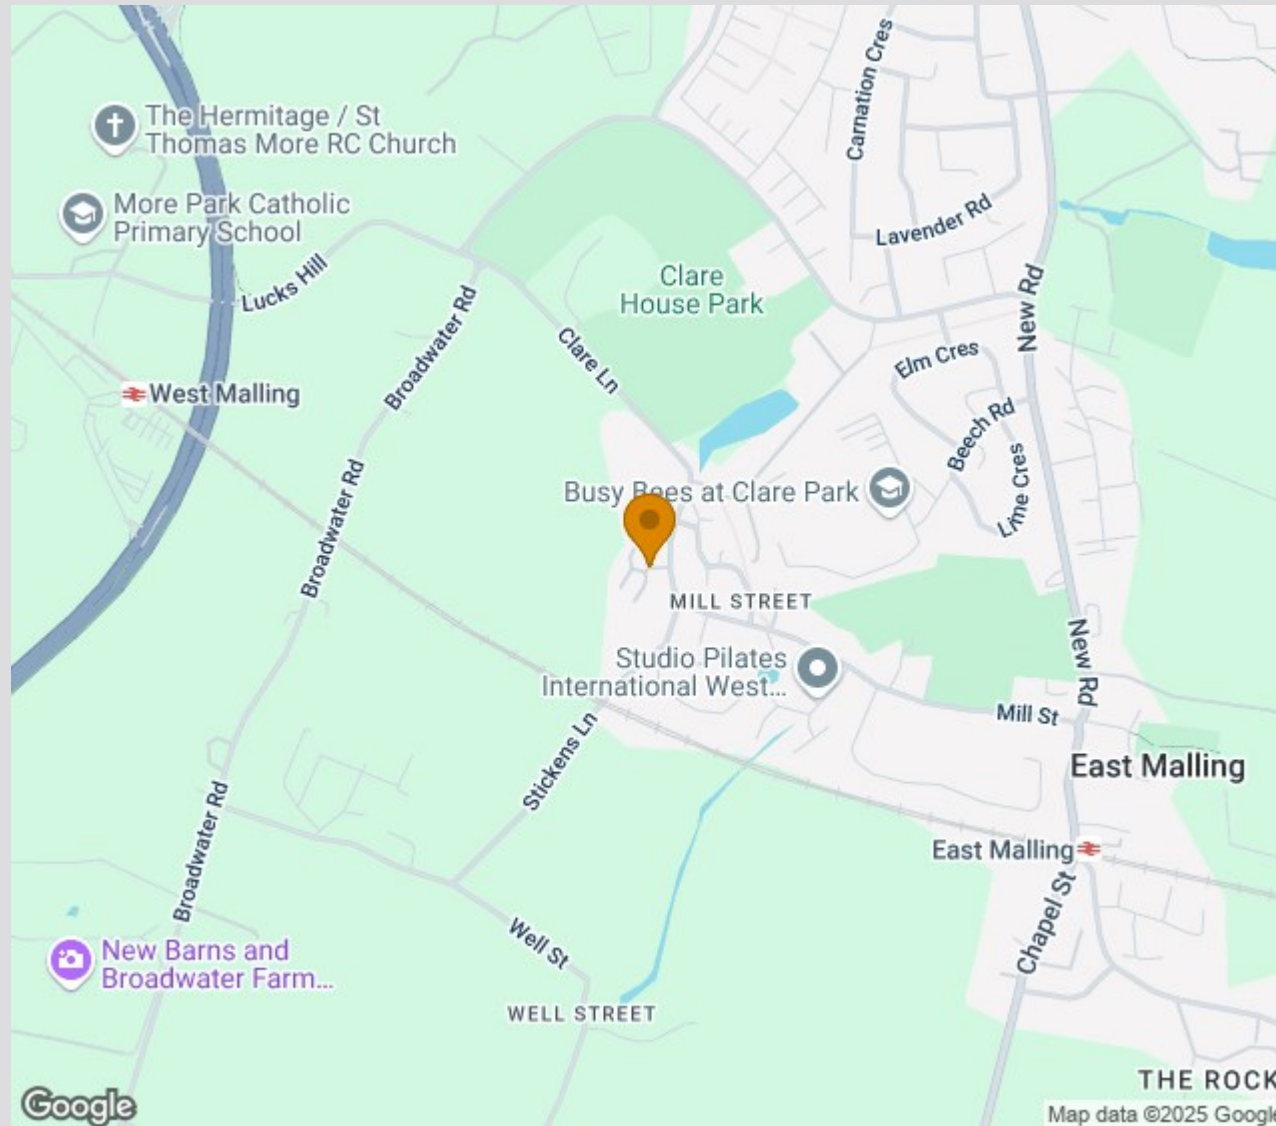 Carnation Cres
The Hermitage / St
Thomas More RC Church
More Park Catholic
Primary School
Lavender Rd
Lucks Hill
Clare
House Park
New Rd
Broadwater Rd
Clare Ln
Elm Cres
West Malling
Beech Rd
Lime Cres
Busy Bees at Clare Park
Broadwater Rd
MILL STREET
Studio Pilates
International West...
New Rd
Mill St
Stickens Ln
East Malling
Broadwater Rd
East Malling
Chapel St
New Barns and
Broadwater Farm...
Well St
WELL STREET
THE ROCK
Google
Map data ©2025 Google